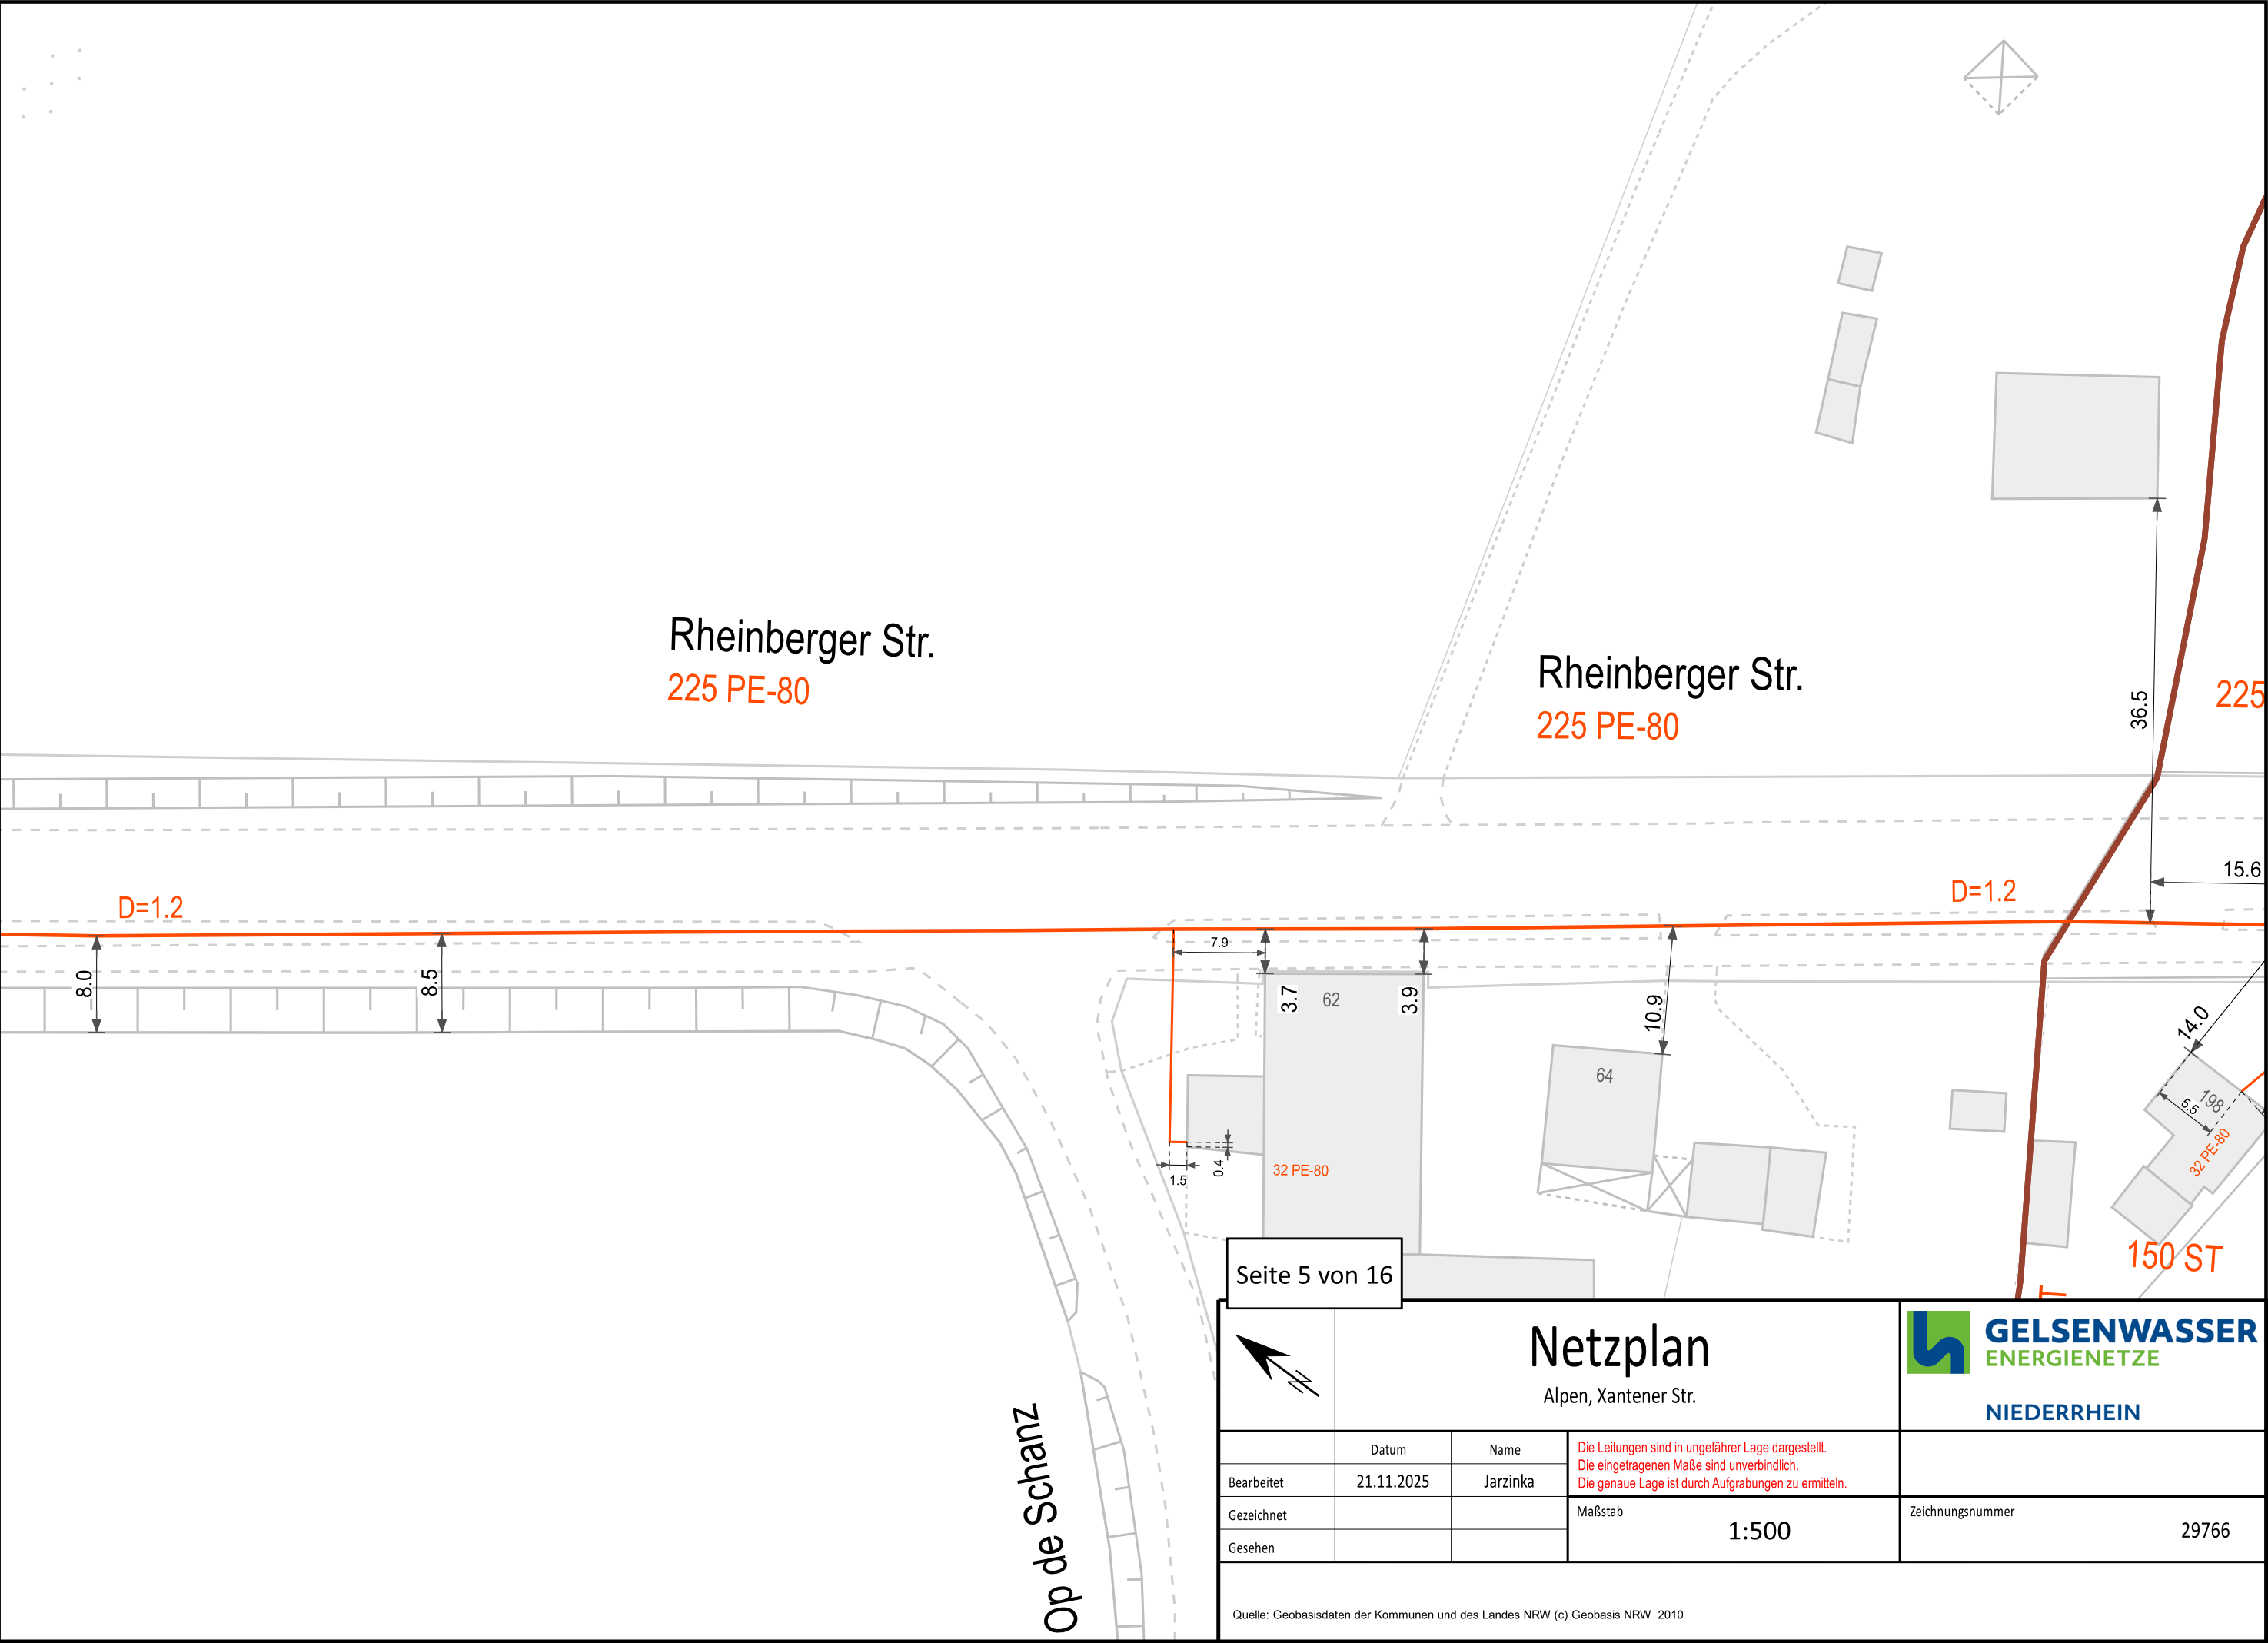 Rheinberger Str.
225 PE-80
Rheinberger Str.
225 PE-80
36.5
225
15.6
D=1.2
D=1.2
8.0
8.5
7.9
3.7
62
3.9
10.9
64
14.0
198
5.5
32 PE-80
0.4
1.5
32 PE-80
150 ST
T
Op de Schanz
Seite 5 von 16
N
Netzplan
Alpen, Xantener Str.
GELSENWASSER
ENERGIENETZE
NIEDERRHEIN
Datum
Name
Bearbeitet
21.11.2025
Jarzinka
Gezeichnet
Gesehen
Die Leitungen sind in ungefährer Lage dargestellt.
Die eingetragenen Maße sind unverbindlich.
Die genaue Lage ist durch Aufgrabungen zu ermitteln.
Maßstab
1:500
Zeichnungsnummer
29766
Quelle: Geobasisdaten der Kommunen und des Landes NRW (c) Geobasis NRW 2010